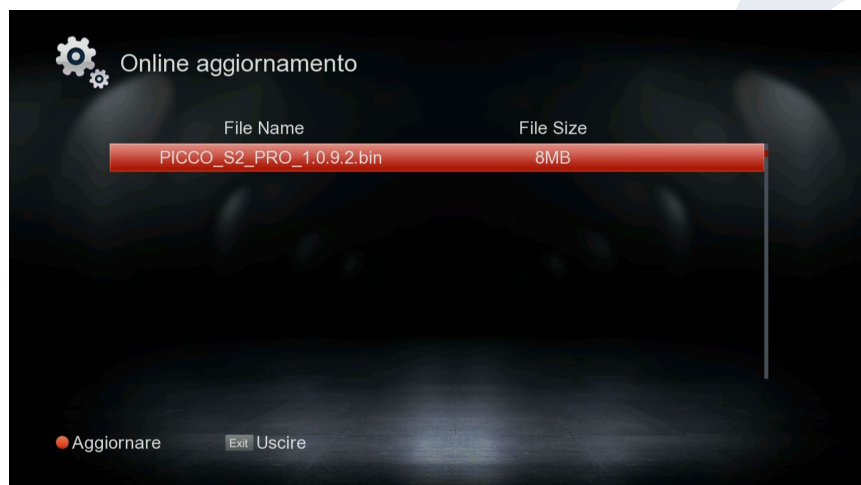 Online aggiornamento
File Name File Size
PICCO_S2_PRO_1.0.9.2.bin 8MB
Aggiornare Exit Uscire